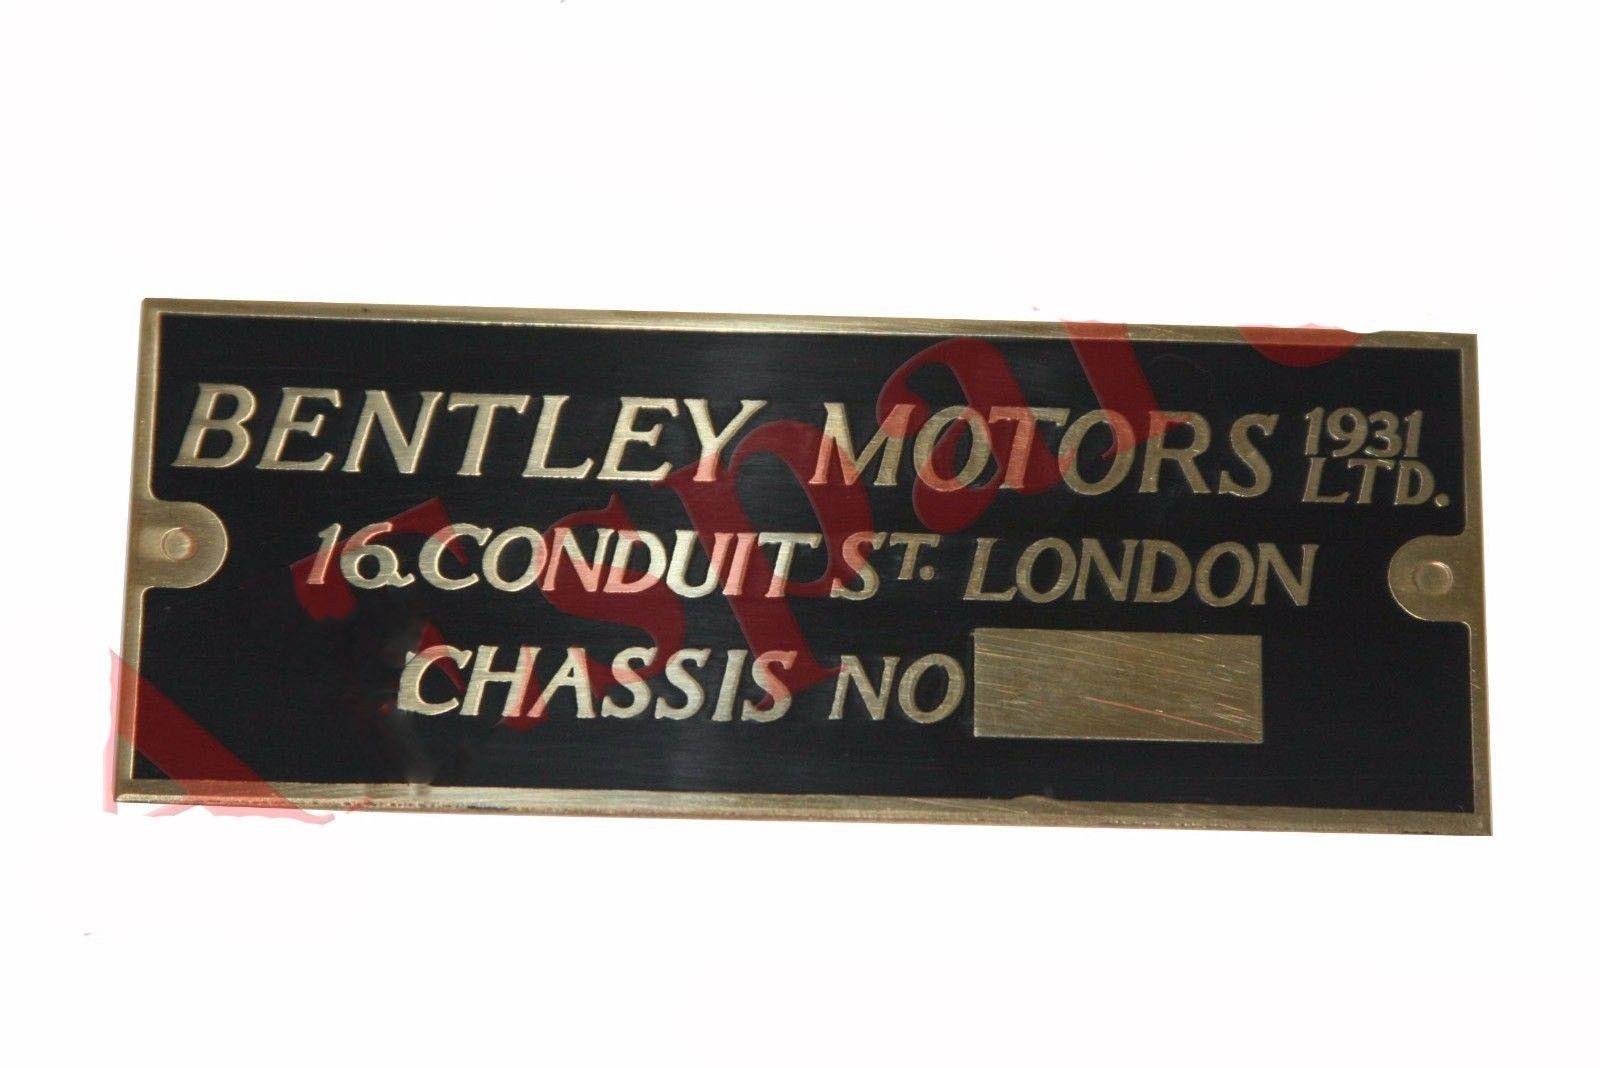 BENTLEY MOTORS 1931 LTD.
16 CONDUIT ST. LONDON
CHASSIS NO